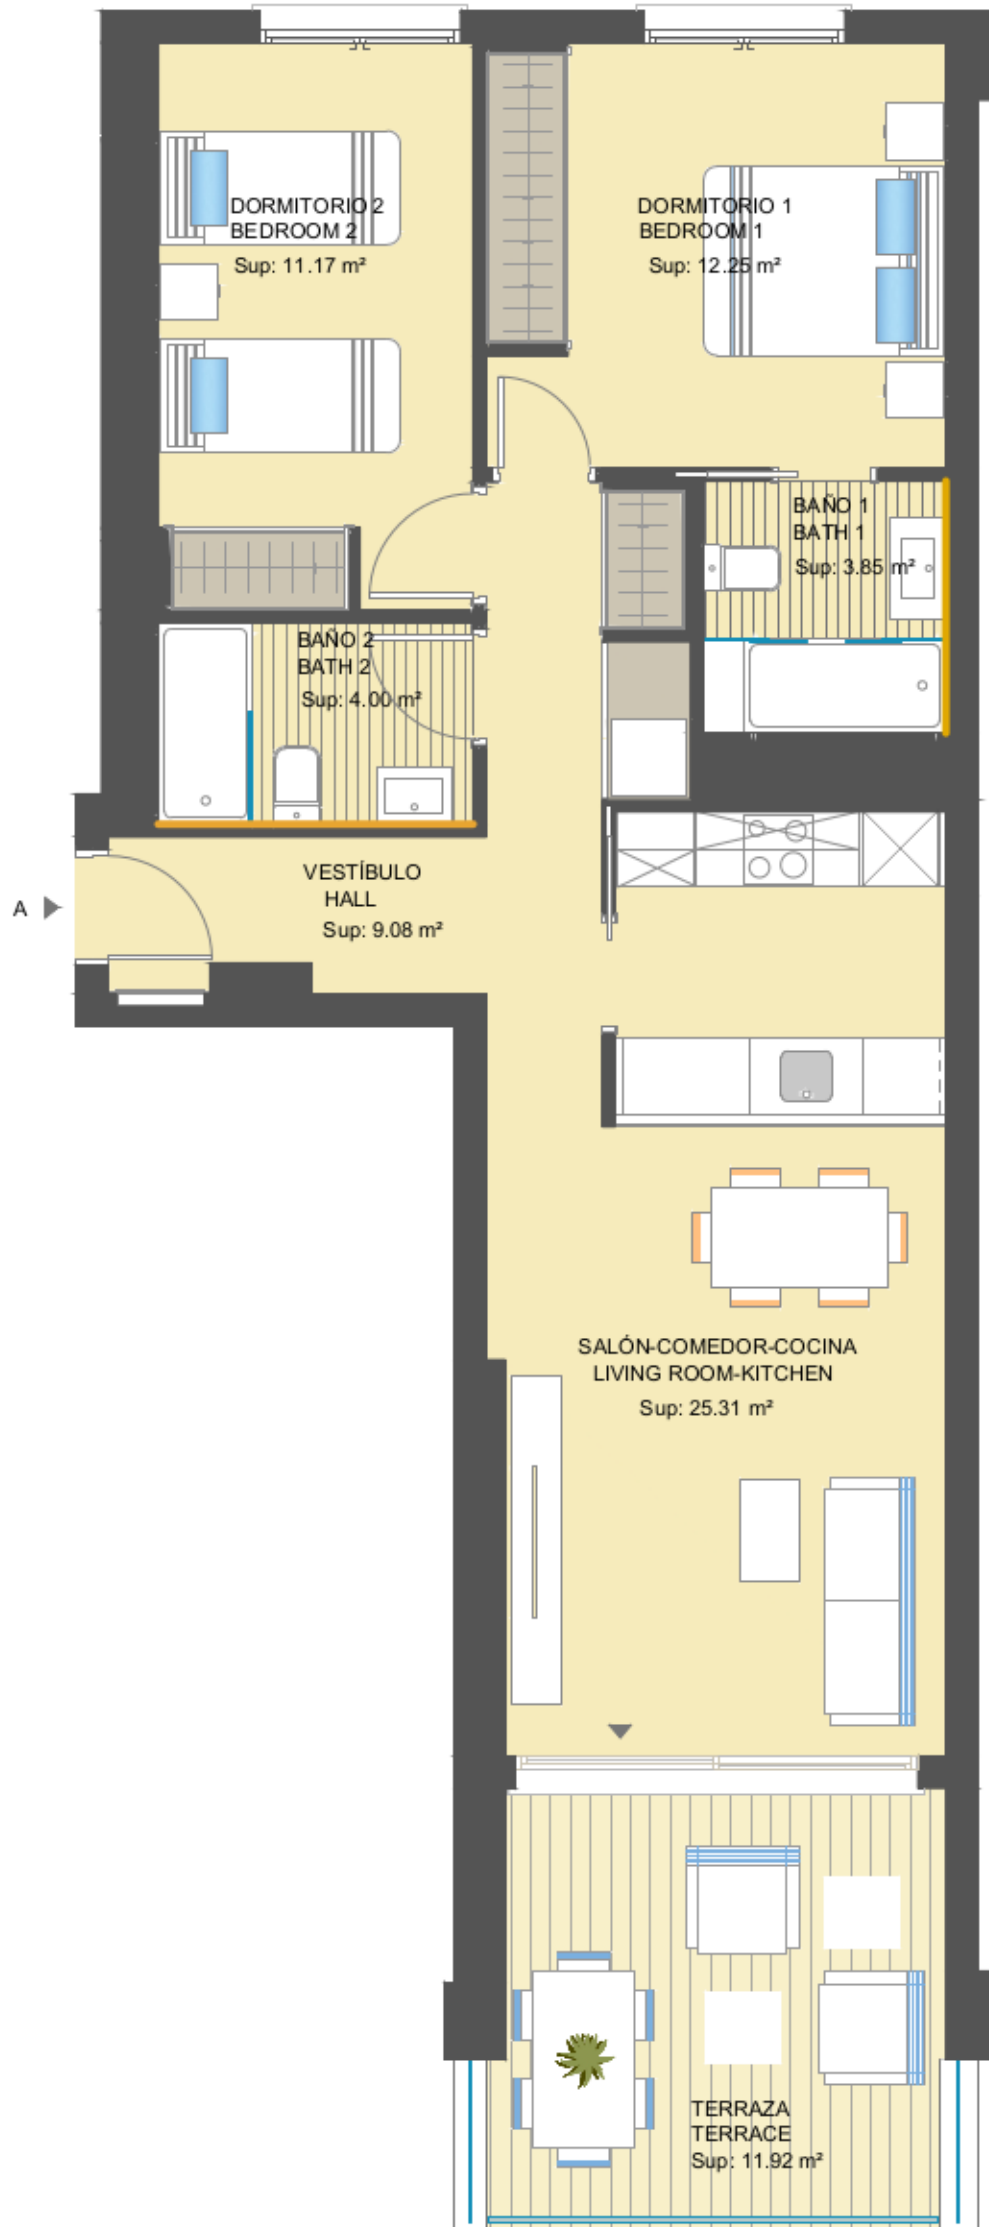 DORMITORIO 2
BEDROOM 2
Sup: 11.17 m²
DORMITORIO 1
BEDROOM 1
Sup: 12.25 m²
BAÑO 1
BATH 1
Sup: 3.85 m²
BAÑO 2
BATH 2
Sup: 4.00 m²
VESTÍBULO
HALL
Sup: 9.08 m²
A
SALÓN-COMEDOR-COCINA
LIVING ROOM-KITCHEN
Sup: 25.31 m²
TERRAZA
TERRACE
Sup: 11.92 m²